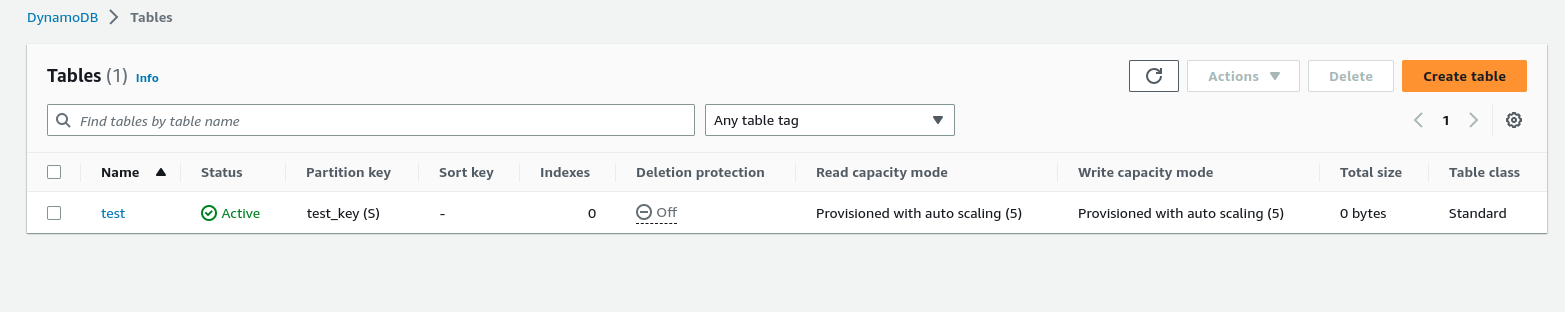 DynamoDB > Tables
Tables (1) Info
Actions Delete Create table
Find tables by table name
Any table tag
1
Name Status Partition key Sort key Indexes Deletion protection Read capacity mode Write capacity mode Total size Table class
test Active test_key (S) - 0 Off Provisioned with auto scaling (5) Provisioned with auto scaling (5) 0 bytes Standard